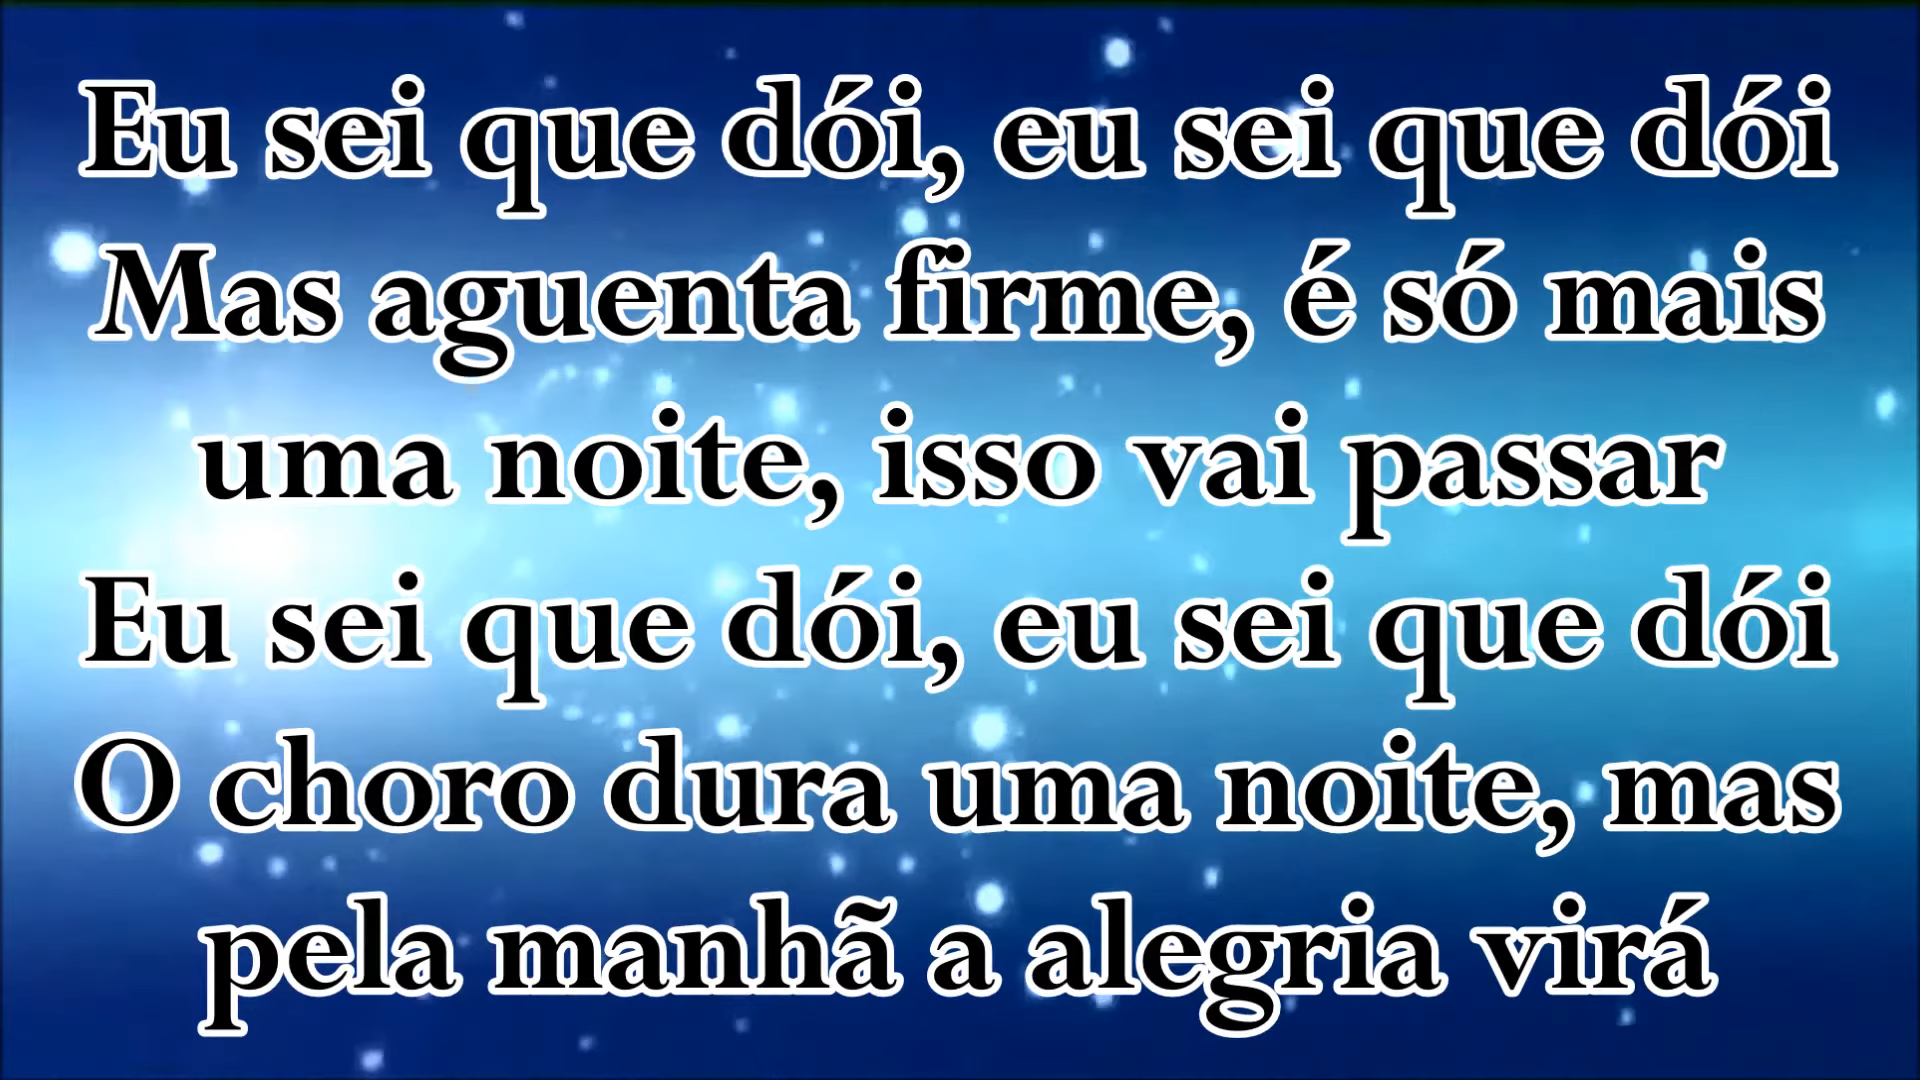 Eu sei que dói, eu sei que dói
Mas aguenta firme, é só mais
uma noite, isso vai passar
Eu sei que dói, eu sei que dói
O choro dura uma noite, mas
pela manhã a alegria virá